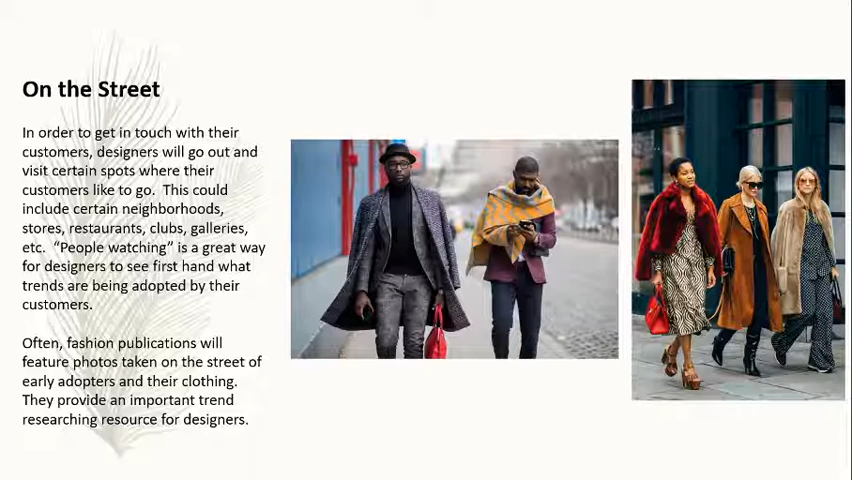 On the Street
In order to get in touch with their
customers, designers will go out and
visit certain spots where their
customers like to go.  This could
include certain neighborhoods,
stores, restaurants, clubs, galleries,
etc.  “People watching” is a great way
for designers to see first hand what
trends are being adopted by their
customers.
Often, fashion publications will
feature photos taken on the street of
early adopters and their clothing.
They provide an important trend
researching resource for designers.